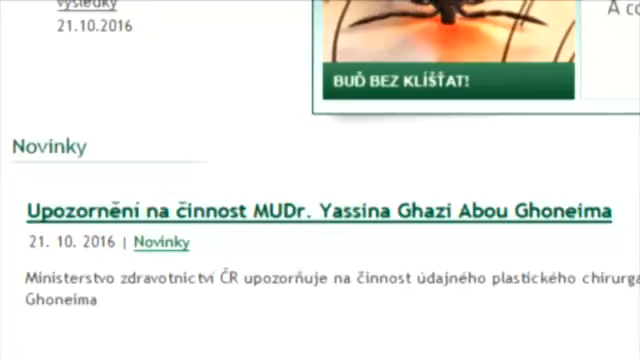 výsledky
21.10.2016
BUĎ BEZ KLÍŠŤAT!
Novinky
Upozornění na činnost MUDr. Yassina Ghazi Abou Ghoneima
21. 10. 2016 | Novinky
Ministerstvo zdravotnictví ČR upozorňuje na činnost údajného plastického chirurga
Ghoneima